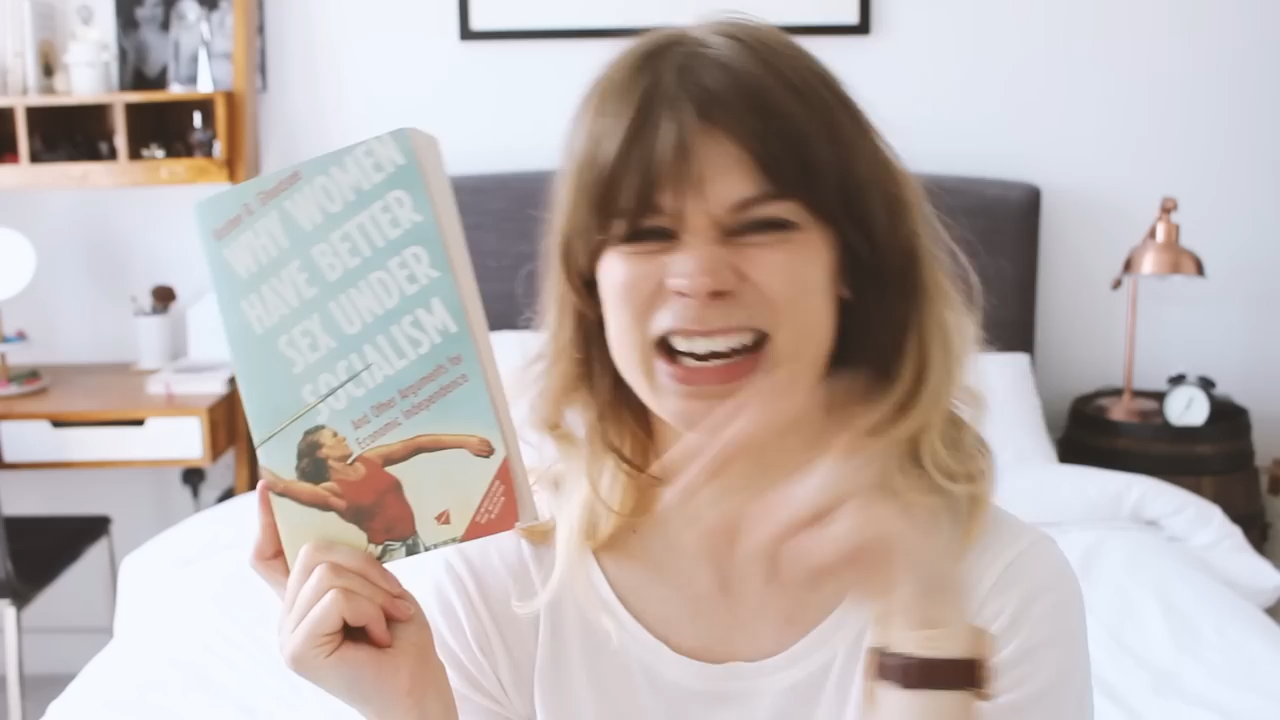 WHY WOMEN
HAVE BETTER
SEX UNDER
SOCIALISM
And Other Arguments for
Economic Independence